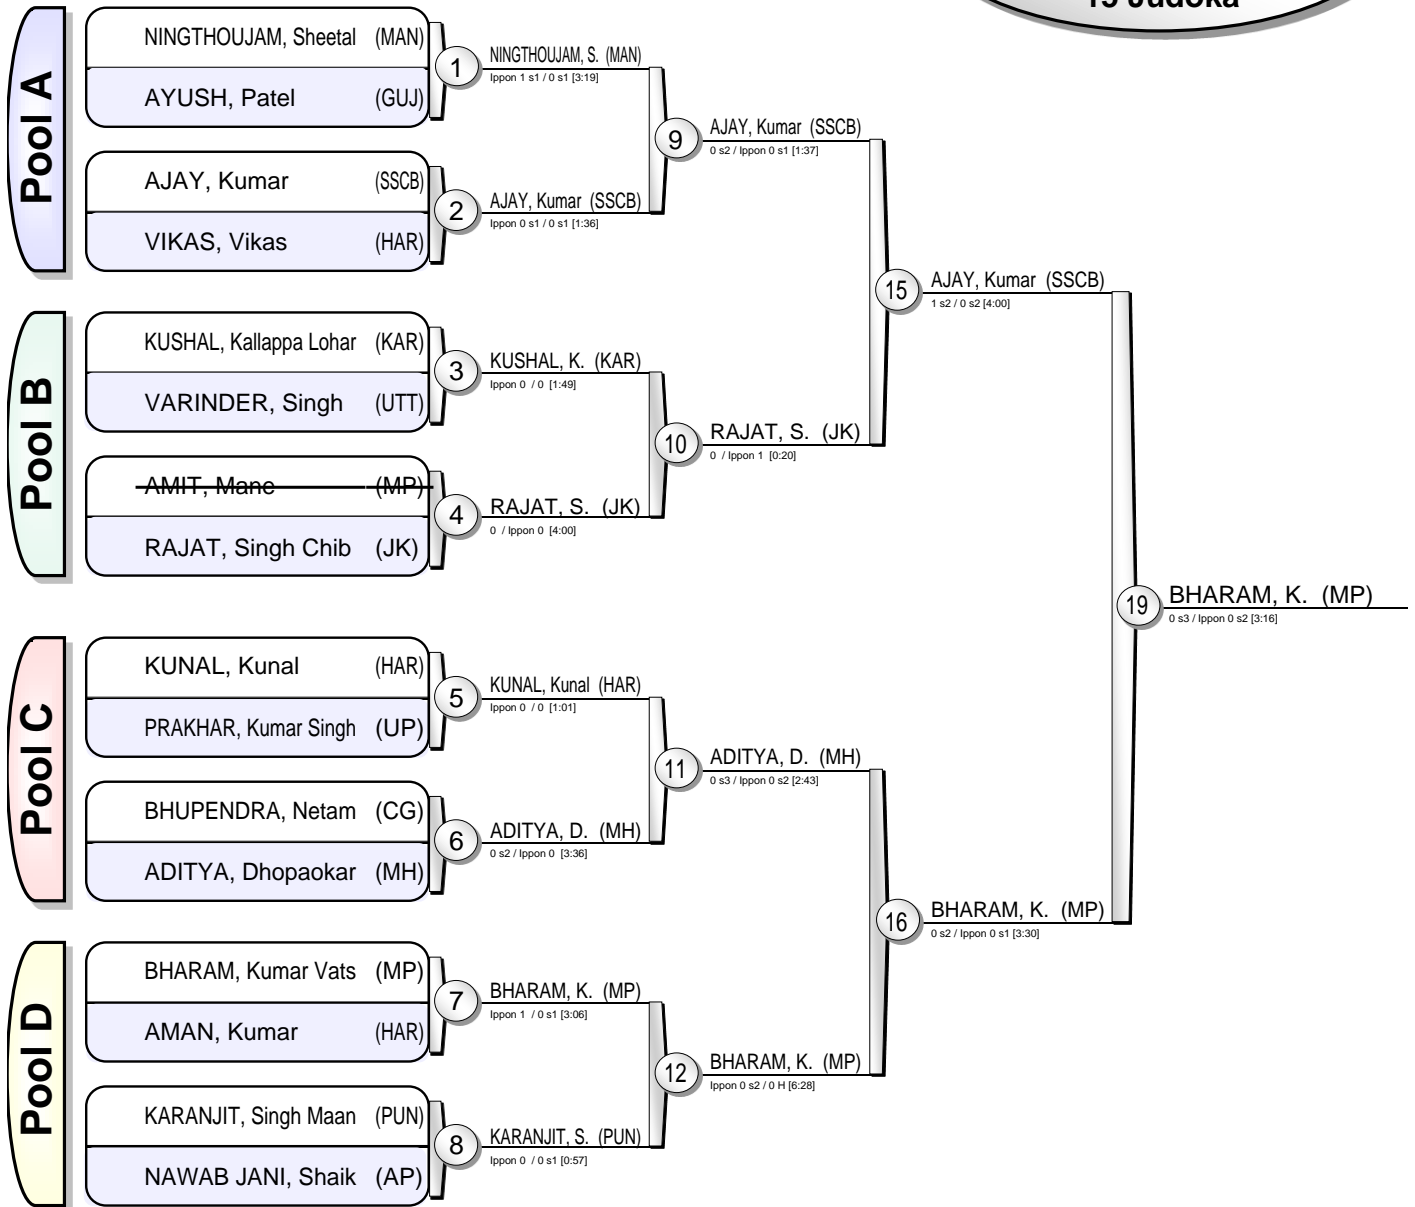 15 Judoka
Pool A
NINGTHOUJAM, Sheetal (MAN)
AYUSH, Patel (GUJ)
1
NINGTHOUJAM, S. (MAN)
Ippon 1 s1 / 0 s1 [3:19]
AJAY, Kumar (SSCB)
VIKAS, Vikas (HAR)
2
AJAY, Kumar (SSCB)
Ippon 0 s1 / 0 s1 [1:36]
9
AJAY, Kumar (SSCB)
0 s2 / Ippon 0 s1 [1:37]
Pool B
KUSHAL, Kallappa Lohar (KAR)
VARINDER, Singh (UTT)
3
KUSHAL, K. (KAR)
Ippon 0 / 0 [1:49]
AMIT, Mane (MP)
RAJAT, Singh Chib (JK)
4
RAJAT, S. (JK)
0 / Ippon 0 [4:00]
10
RAJAT, S. (JK)
0 / Ippon 1 [0:20]
15
AJAY, Kumar (SSCB)
1 s2 / 0 s2 [4:00]
Pool C
KUNAL, Kunal (HAR)
PRAKHAR, Kumar Singh (UP)
5
KUNAL, Kunal (HAR)
Ippon 0 / 0 [1:01]
BHUPENDRA, Netam (CG)
ADITYA, Dhopaokar (MH)
6
ADITYA, D. (MH)
0 s2 / Ippon 0 [3:36]
11
ADITYA, D. (MH)
0 s3 / Ippon 0 s2 [2:43]
Pool D
BHARAM, Kumar Vats (MP)
AMAN, Kumar (HAR)
7
BHARAM, K. (MP)
Ippon 1 / 0 s1 [3:06]
KARANJIT, Singh Maan (PUN)
NAWAB JANI, Shaik (AP)
8
KARANJIT, S. (PUN)
Ippon 0 / 0 s1 [0:57]
12
BHARAM, K. (MP)
Ippon 0 s2 / 0 H [6:28]
16
BHARAM, K. (MP)
0 s2 / Ippon 0 s1 [3:30]
19
BHARAM, K. (MP)
0 s3 / Ippon 0 s2 [3:16]